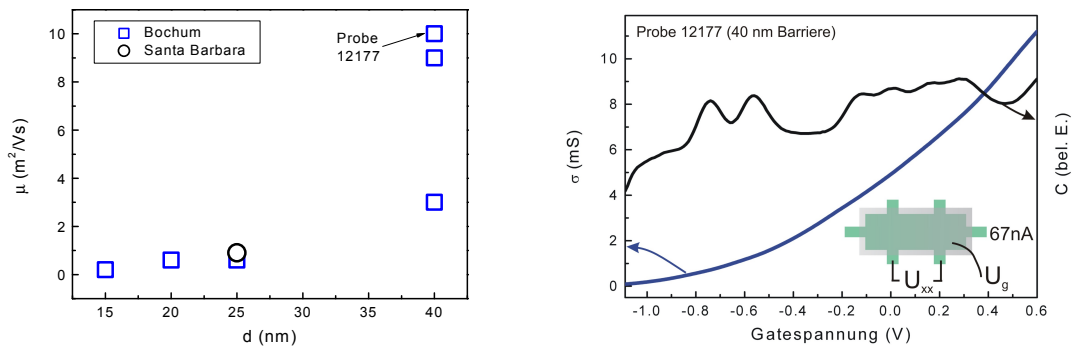 Bochum
Santa Barbara
Probe
12177
10
8
6
4
2
0
μ (m²/Vs)
15 20 25 30 35 40
d (nm)
Probe 12177 (40 nm Barriere)
10
8
6
4
2
0
σ (mS)
C (bel. E.)
67nA
Uxx
Ug
-1.0 -0.8 -0.6 -0.4 -0.2 0.0 0.2 0.4 0.6
Gatespannung (V)